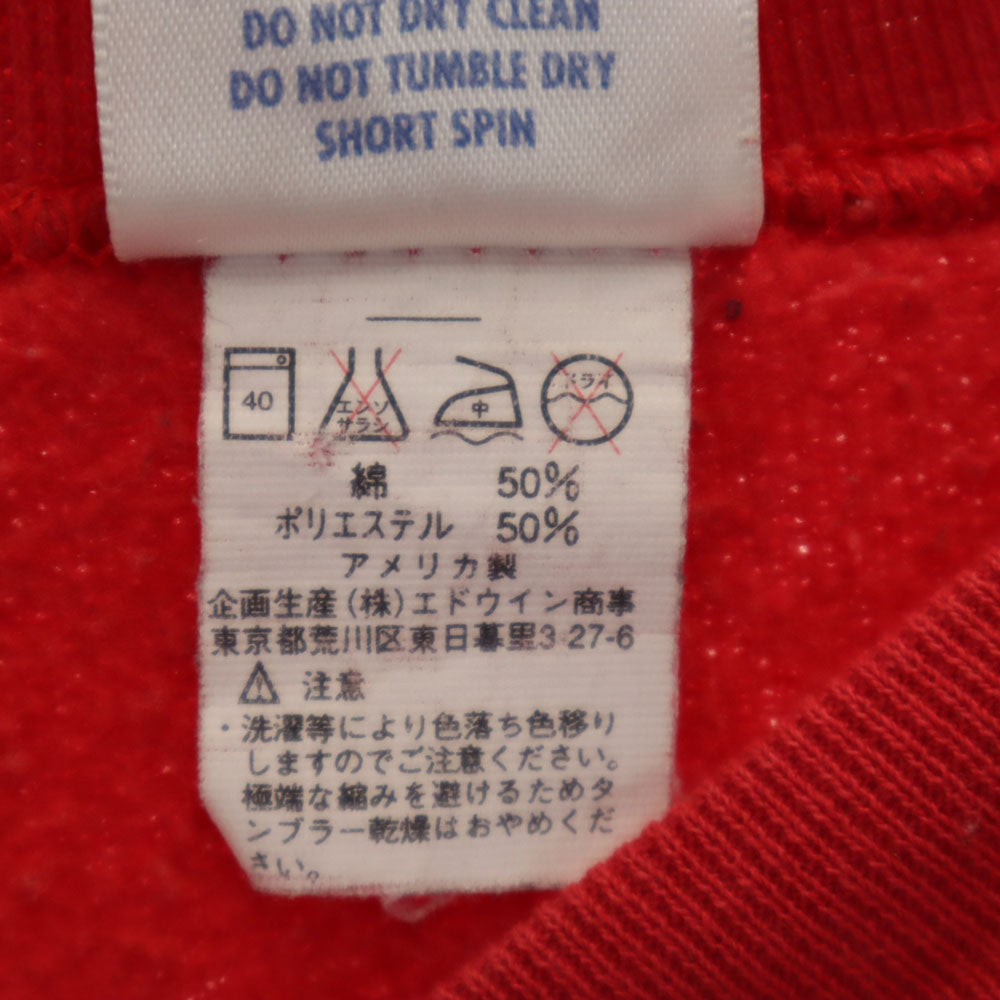 DO NOT DRY CLEAN
DO NOT TUMBLE DRY
SHORT SPIN
40 エンソ サラシ 中 ドライ
綿 50%
ポリエステル 50%
アメリカ製
企画生産(株)エドウイン商事
東京都荒川区東日暮里3-27-6
注意
・洗濯等により色落ち色移り
しますのでご注意ください。
極端な縮みを避けるためタ
ンブラー乾燥はおやめくだ
さい。